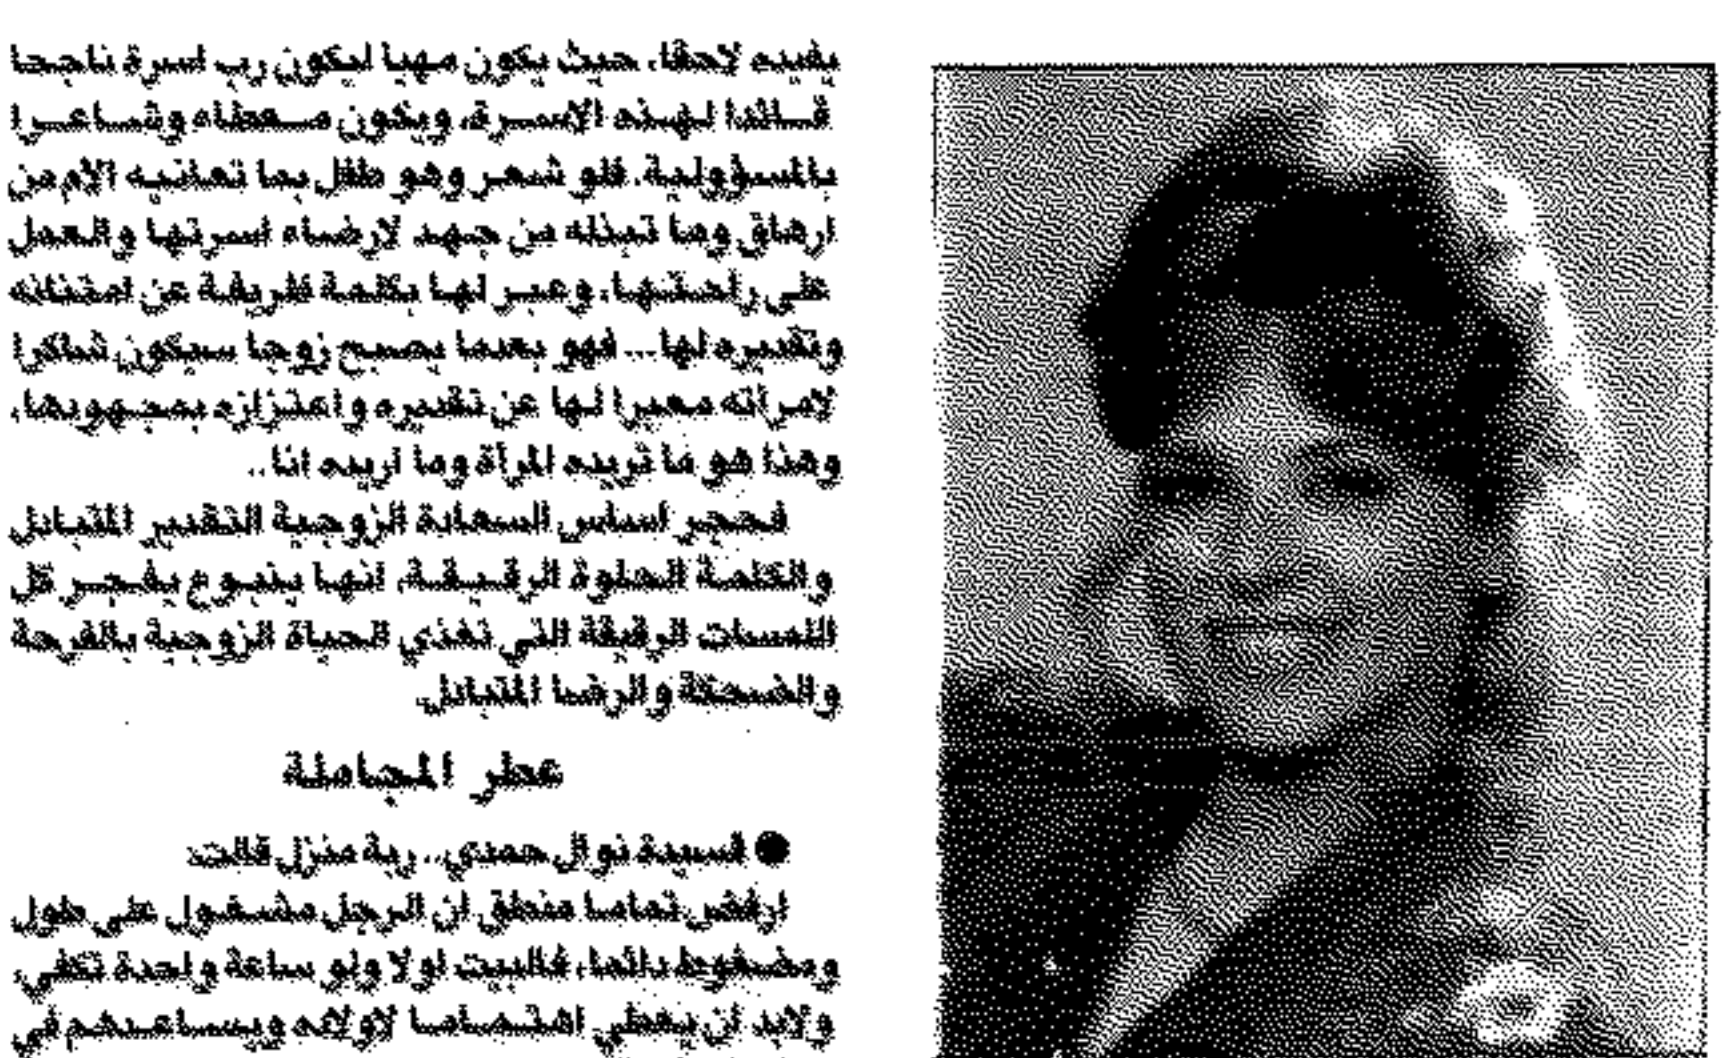 يفيده لاحقا، حيث يكون مهيا ليكون رب اسرة ناجحا
قائدا لهذه الاسرة، ويكون معطاء وشاعرا
بالمسؤولية. فلو شعر وهو طفل بما تعانيه الام من
ارهاق وما تبذله من جهد لارضاء اسرتها والعمل
على راحتها، وعبر لها بكلمة ظريفة عن امتنانه
وتقديره لها... فهو بعدما يصبح زوجا سيكون شاكرا
لامرأته معبرا لها عن تقديره واعتزازه بمجهودها،
وهذا هو ما تريده المرأة وما اريده انا..
فحجر اساس السعادة الزوجية التقدير المتبادل
والكلمة الحلوة الرقيقة، انها ينبوع يفجر كل
اللمسات الرقيقة التي تغذي الحياة الزوجية بالفرحة
والضحكة والرضا المتبادل.
عطر المجاملة
● السيدة نوال حمدي.. ربة منزل قالت:
ارفض تماما منطق ان الرجل مشغول على طول
ومضغوط دائما، فالبيت اولا ولو ساعة واحدة تكفي،
ولابد ان يعطي اهتماما لاولاده ويساعدهم في